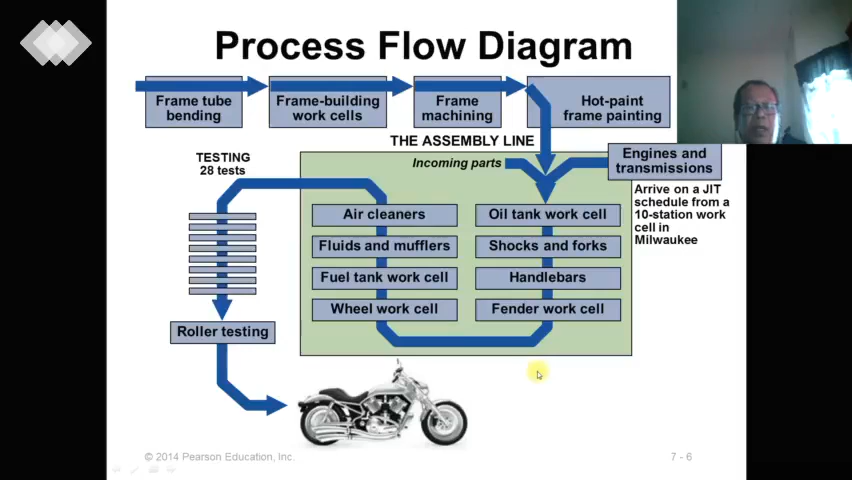 Process Flow Diagram
Frame tube
bending
Frame-building
work cells
Frame
machining
Hot-paint
frame painting
THE ASSEMBLY LINE
TESTING
28 tests
Incoming parts
Engines and
transmissions
Arrive on a JIT
schedule from a
10-station work
cell in
Milwaukee
Air cleaners
Fluids and mufflers
Fuel tank work cell
Wheel work cell
Oil tank work cell
Shocks and forks
Handlebars
Fender work cell
Roller testing
© 2014 Pearson Education, Inc.
7 - 6